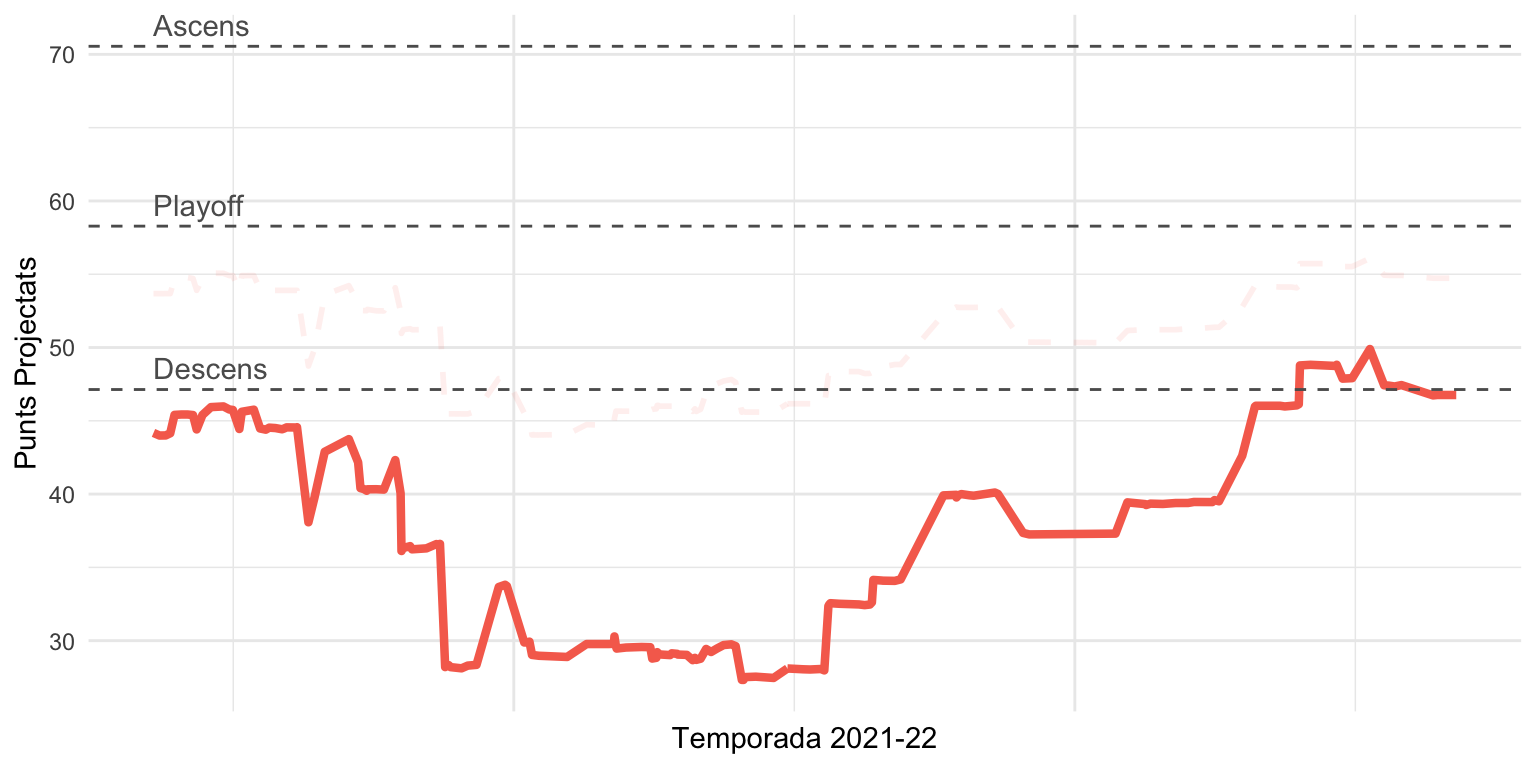 Ascens
70
Playoff
60
Descens
50
40
30
Punts Projectats
Temporada 2021-22